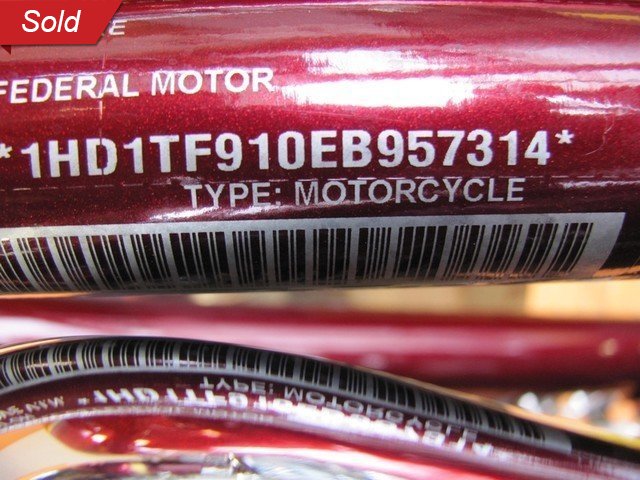 Sold
FEDERAL MOTOR
*1HD1TF910EB957314*
TYPE: MOTORCYCLE